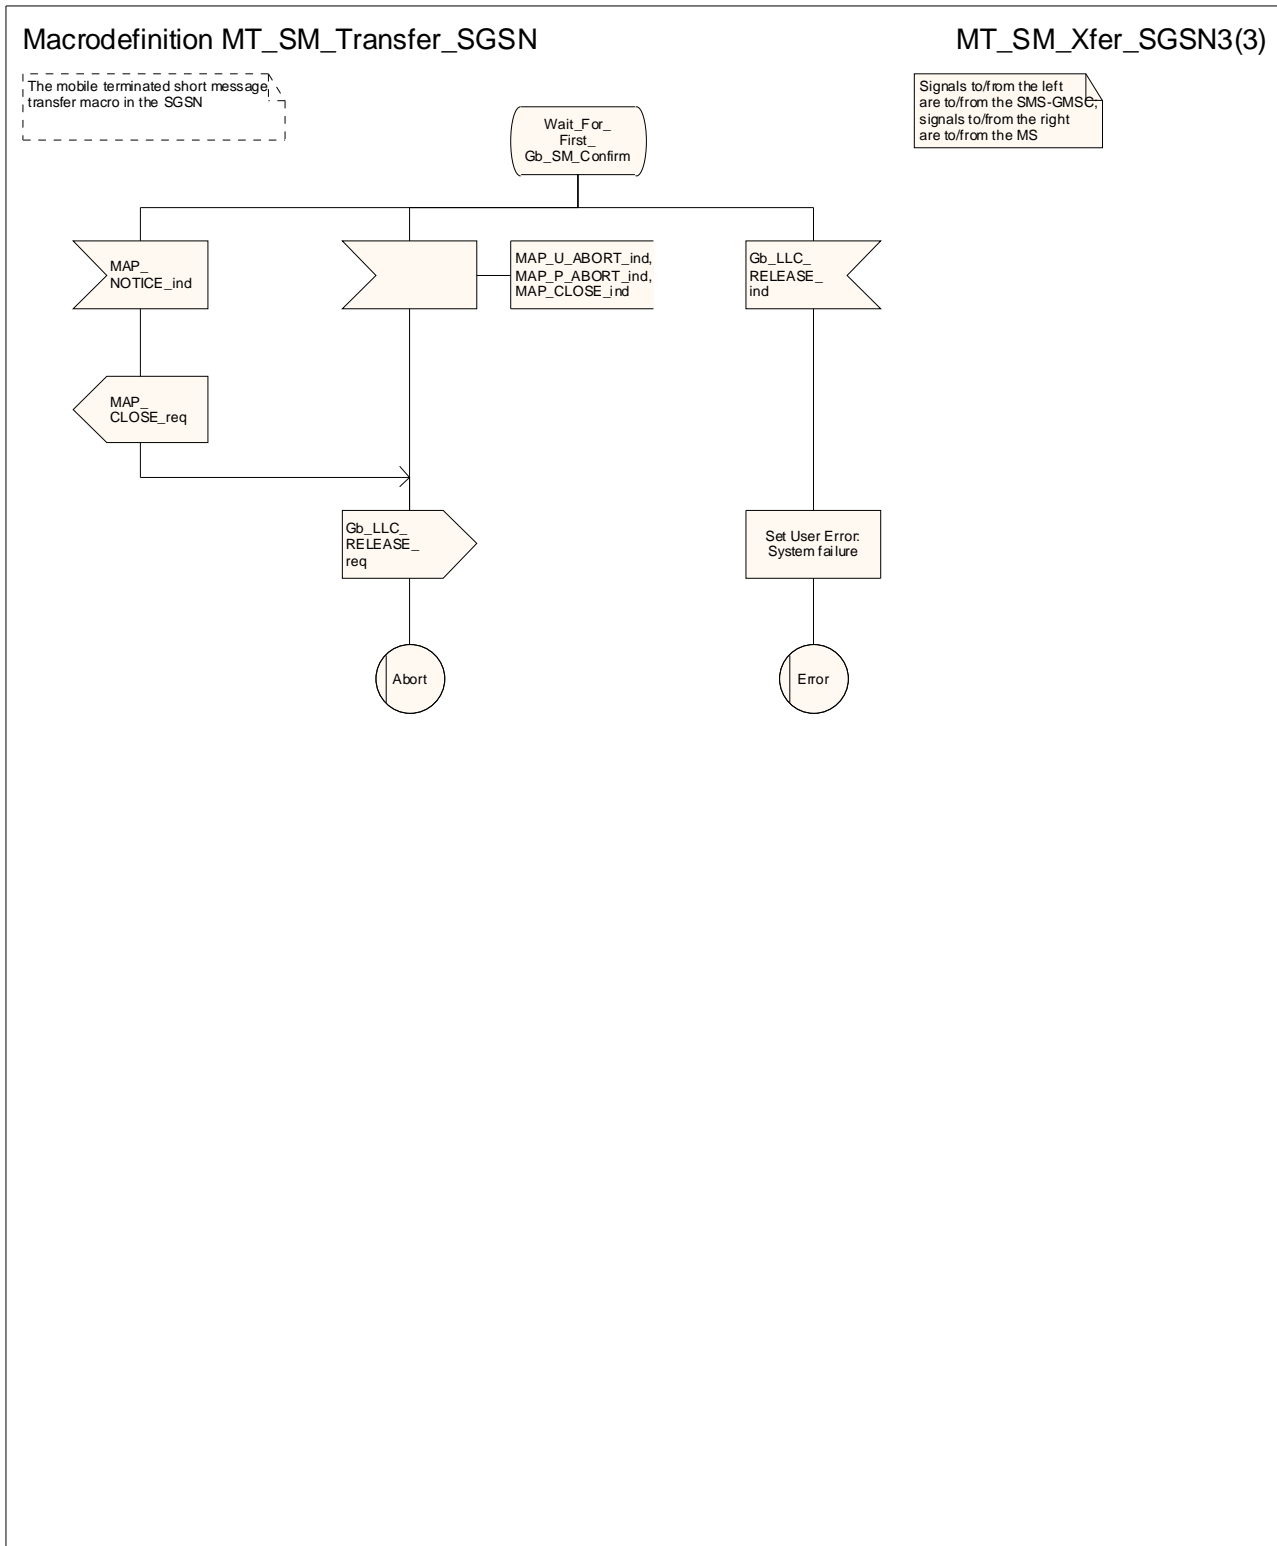 Macrodefinition MT_SM_Transfer_SGSN
MT_SM_Xfer_SGSN3(3)
The mobile terminated short message
transfer macro in the SGSN
Signals to/from the left
are to/from the SMS-GMSC;
signals to/from the right
are to/from the MS
Wait_For_
First_
Gb_SM_Confirm
MAP_
NOTICE_ind
MAP_U_ABORT_ind,
MAP_P_ABORT_ind,
MAP_CLOSE_ind
Gb_LLC_
RELEASE_
ind
MAP_
CLOSE_req
Gb_LLC_
RELEASE_
req
Set User Error:
System failure
Abort
Error